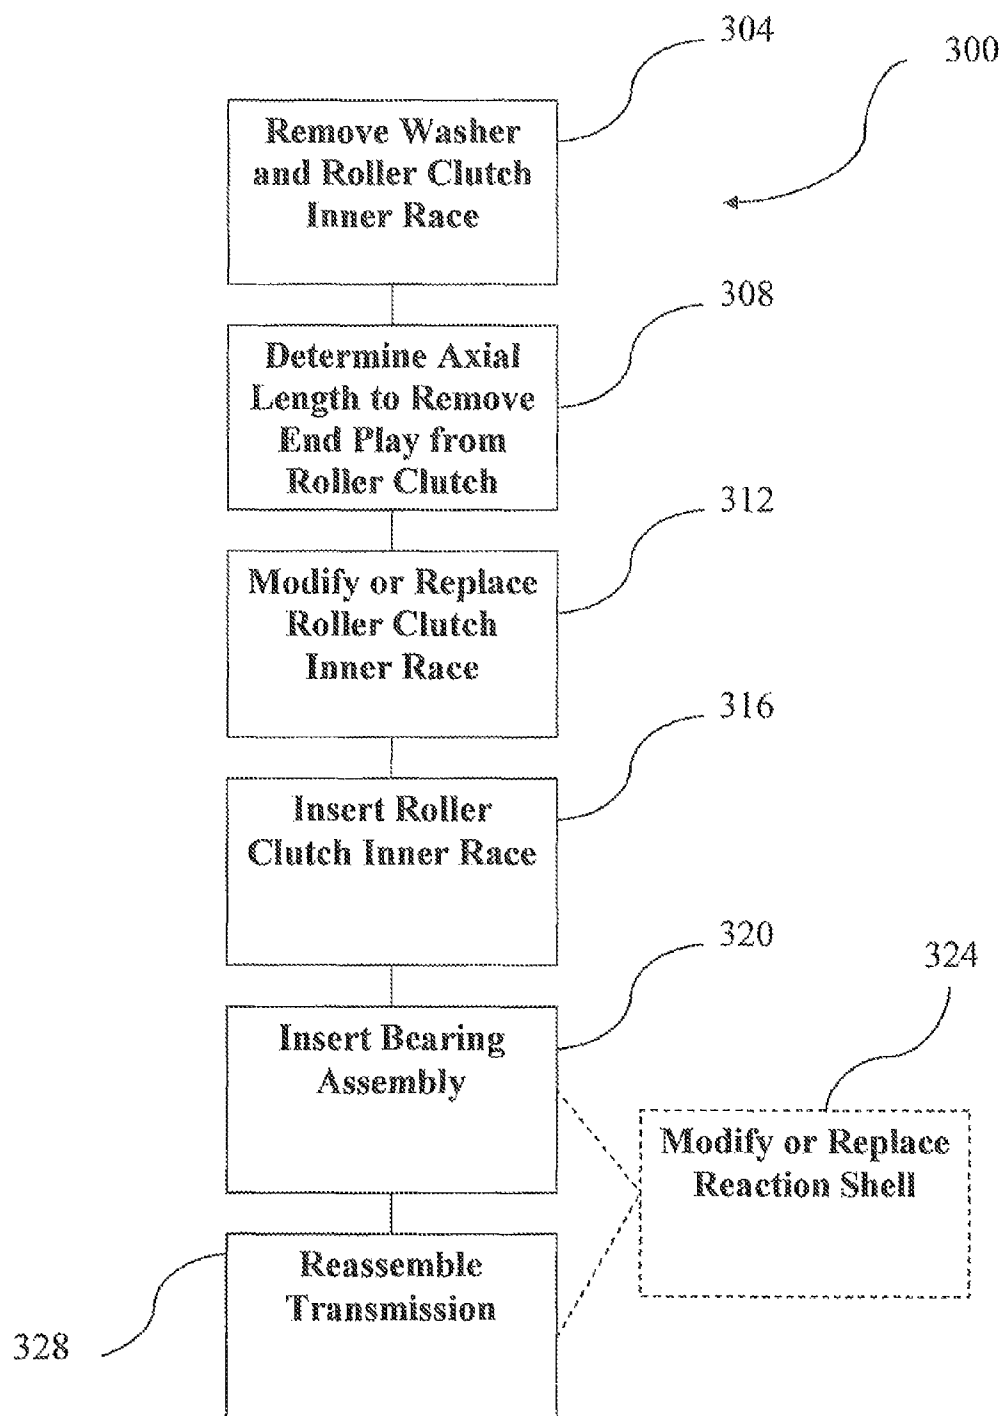 304
300
Remove Washer
and Roller Clutch
Inner Race
308
Determine Axial
Length to Remove
End Play from
Roller Clutch
312
Modify or Replace
Roller Clutch
Inner Race
316
Insert Roller
Clutch Inner Race
320
324
Insert Bearing
Assembly
Modify or Replace
Reaction Shell
Reassemble
Transmission
328